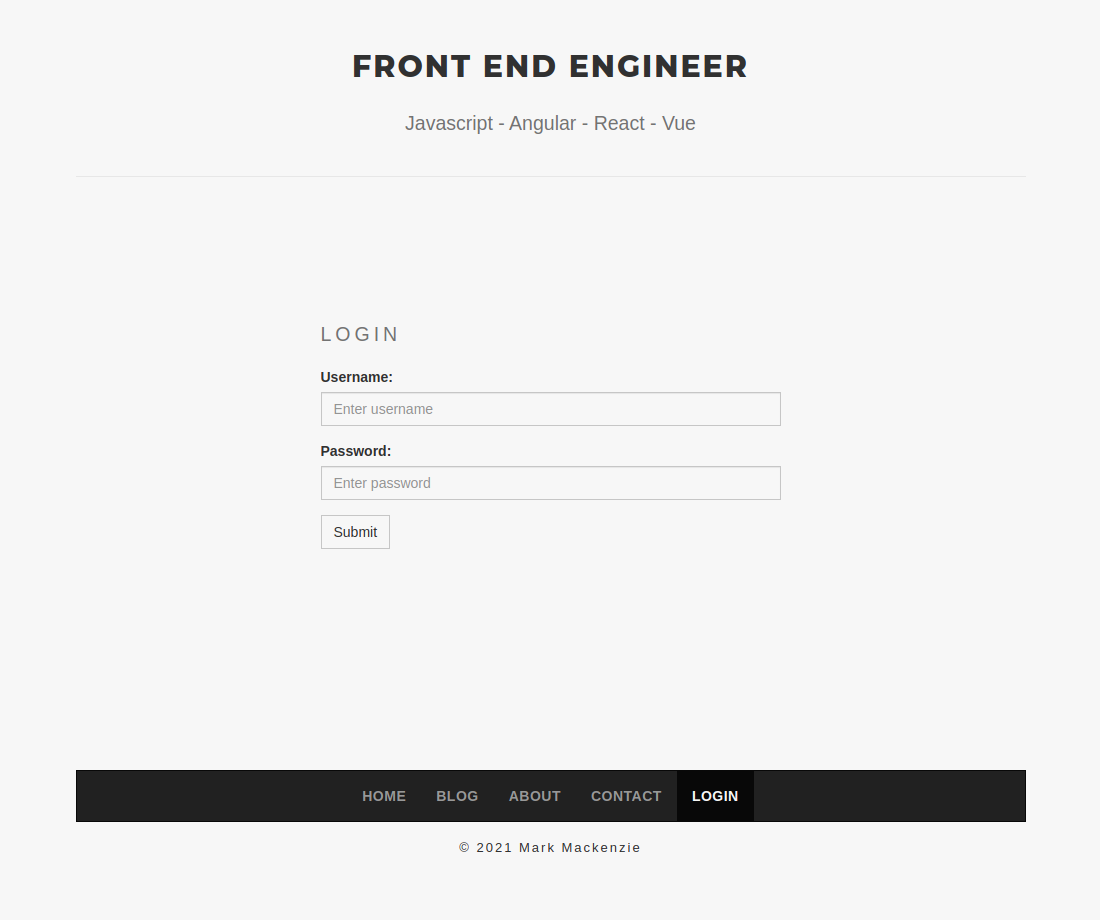 FRONT END ENGINEER
Javascript - Angular - React - Vue
LOGIN
Username:
Enter username
Password:
Enter password
Submit
HOME BLOG ABOUT CONTACT LOGIN
© 2021 Mark Mackenzie